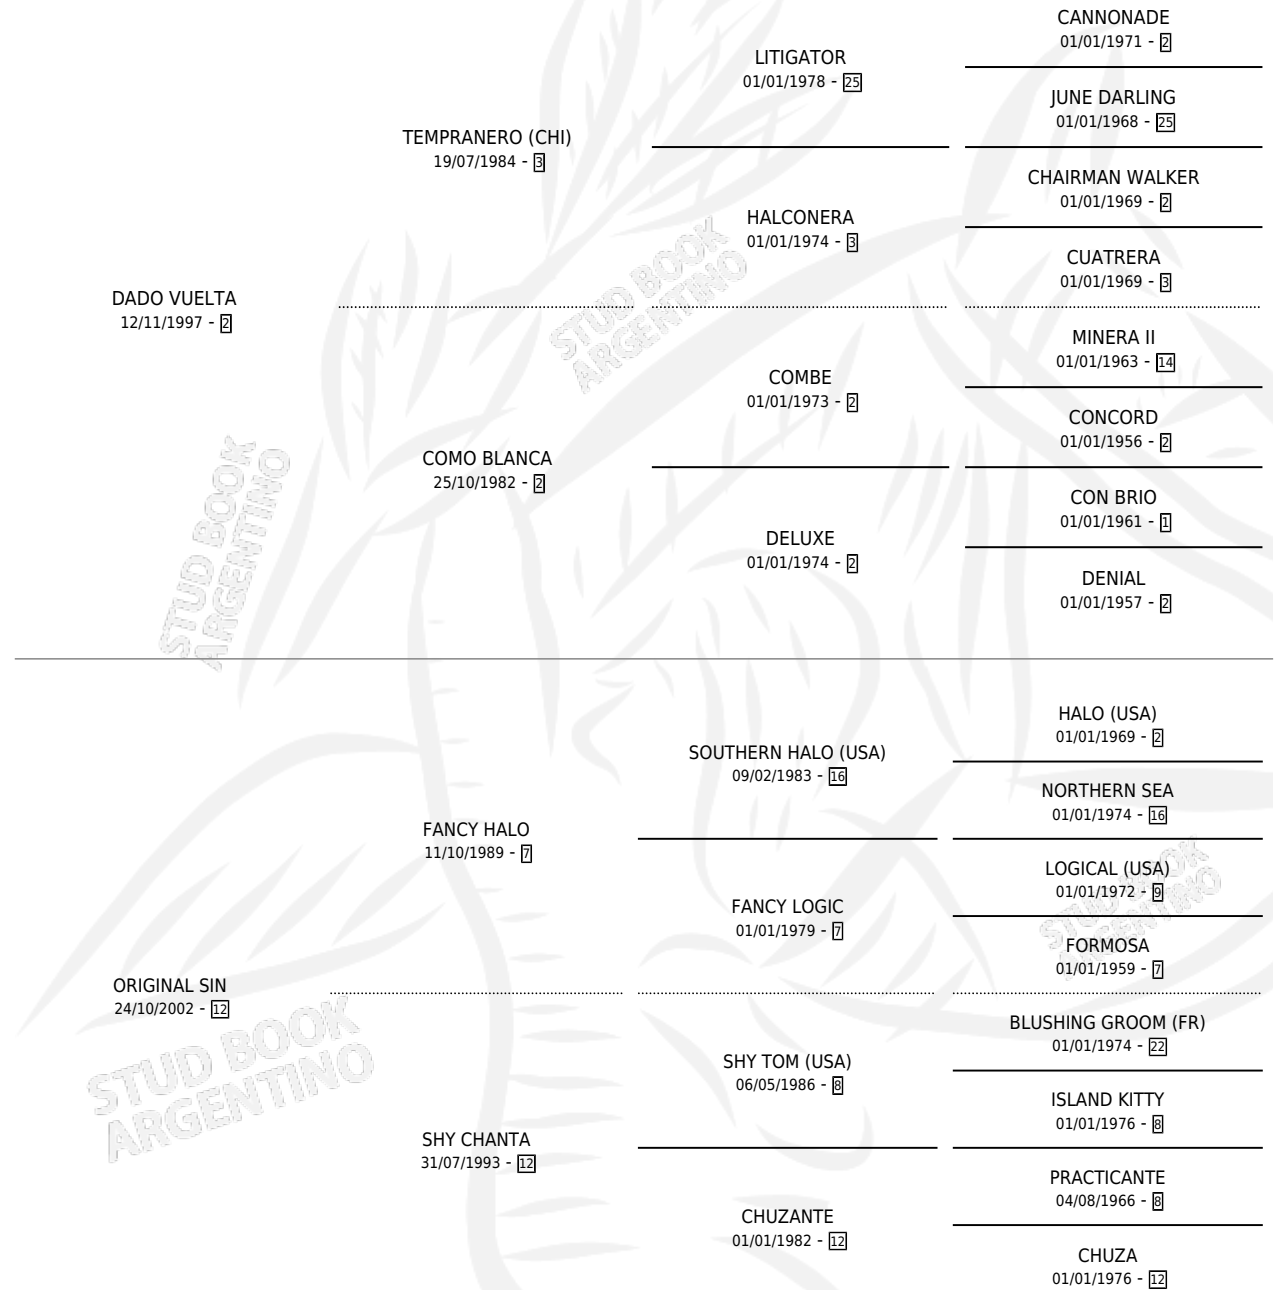 CANNONADE
01/01/1971 - 2
LITIGATOR
01/01/1978 - 25
JUNE DARLING
01/01/1968 - 25
TEMPRANERO (CHI)
19/07/1984 - 3
CHAIRMAN WALKER
01/01/1969 - 2
HALCONERA
01/01/1974 - 3
CUATRERA
01/01/1969 - 3
DADO VUELTA
12/11/1997 - 2
MINERA II
01/01/1963 - 14
COMBE
01/01/1973 - 2
CONCORD
01/01/1956 - 2
COMO BLANCA
25/10/1982 - 2
CON BRIO
01/01/1961 - 1
DELUXE
01/01/1974 - 2
DENIAL
01/01/1957 - 2
STUD BOOK
ARGENTINO
STUD BOOK
ARGENTINO
HALO (USA)
01/01/1969 - 2
SOUTHERN HALO (USA)
09/02/1983 - 16
NORTHERN SEA
01/01/1974 - 16
FANCY HALO
11/10/1989 - 7
LOGICAL (USA)
01/01/1972 - 9
FANCY LOGIC
01/01/1979 - 7
FORMOSA
01/01/1959 - 7
STUD BOOK
ARGENTINO
ORIGINAL SIN
24/10/2002 - 12
BLUSHING GROOM (FR)
01/01/1974 - 22
SHY TOM (USA)
06/05/1986 - 8
ISLAND KITTY
01/01/1976 - 8
STUD BOOK
ARGENTINO
SHY CHANTA
31/07/1993 - 12
PRACTICANTE
04/08/1966 - 8
CHUZANTE
01/01/1982 - 12
CHUZA
01/01/1976 - 12